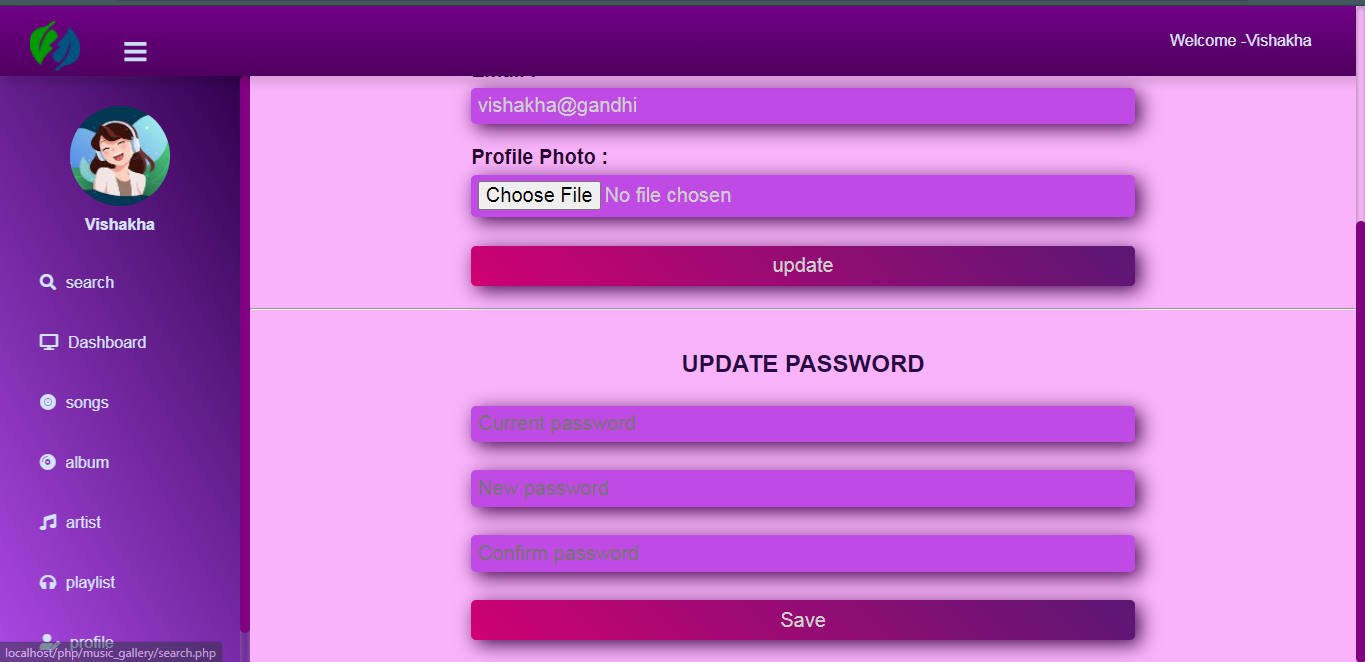 Welcome -Vishakha
Email :
vishakha@gandhi
Profile Photo :
Choose File No file chosen
update
Vishakha
search
Dashboard
songs
album
artist
playlist
profile
UPDATE PASSWORD
Current password
New password
Confirm password
Save
localhost/php/music_gallery/search.php